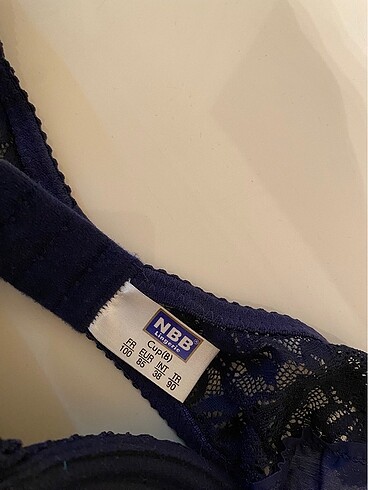 NBB
Lingerie
Cup(B)
FR EUR INT TR
100 85 38 90